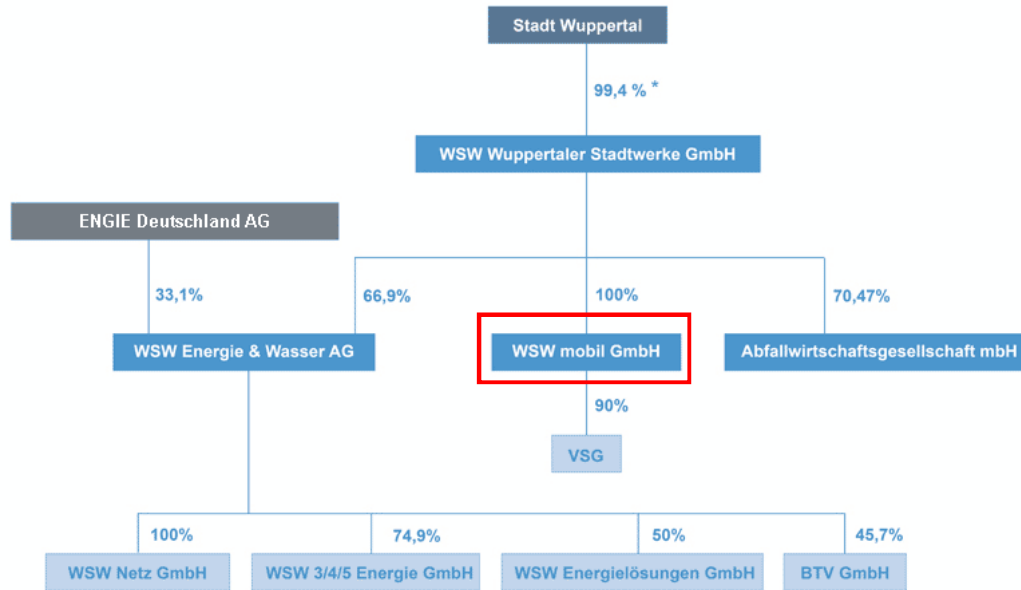 Stadt Wuppertal
99,4 % *
WSW Wuppertaler Stadtwerke GmbH
ENGIE Deutschland AG
33,1%
66,9%
100%
70,47%
WSW Energie & Wasser AG
WSW mobil GmbH
Abfallwirtschaftsgesellschaft mbH
90%
VSG
100%
74,9%
50%
45,7%
WSW Netz GmbH
WSW 3/4/5 Energie GmbH
WSW Energielösungen GmbH
BTV GmbH